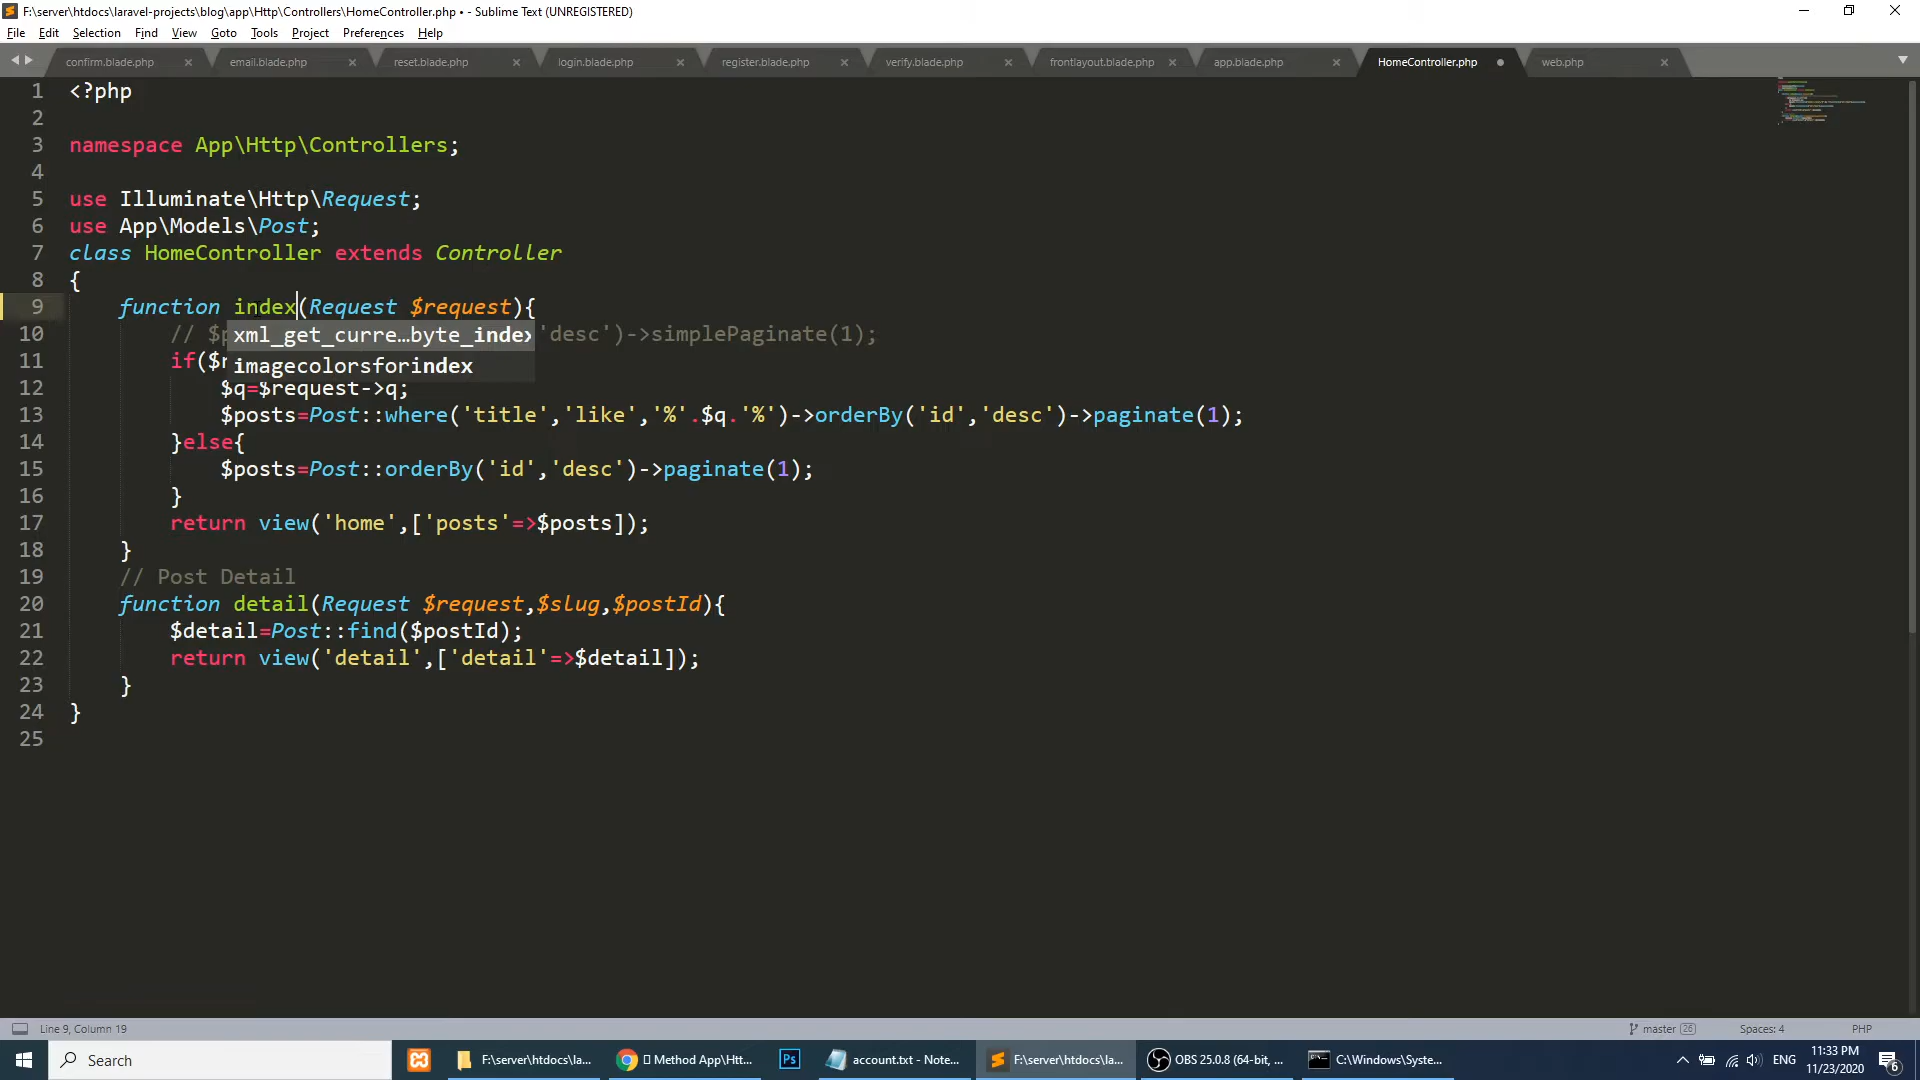 F:\server\htdocs\laravel-projects\blog\app\Http\Controllers\HomeController.php • - Sublime Text (UNREGISTERED)
File Edit Selection Find View Goto Tools Project Preferences Help
confirm.blade.php email.blade.php reset.blade.php login.blade.php register.blade.php verify.blade.php frontlayout.blade.php app.blade.php HomeController.php web.php
1 <?php
2
3 namespace App\Http\Controllers;
4
5 use Illuminate\Http\Request;
6 use App\Models\Post;
7 class HomeController extends Controller
8 {
9 function index(Request $request){
10 // $p 'desc')->simplePaginate(1);
xml_get_curre…byte_index
11 if($r
imagecolorsforindex
12 $q=$request->q;
13 $posts=Post::where('title','like','%'.$q.'%')->orderBy('id','desc')->paginate(1);
14 }else{
15 $posts=Post::orderBy('id','desc')->paginate(1);
16 }
17 return view('home',['posts'=>$posts]);
18 }
19 // Post Detail
20 function detail(Request $request,$slug,$postId){
21 $detail=Post::find($postId);
22 return view('detail',['detail'=>$detail]);
23 }
24 }
25
Line 9, Column 19 master 26 Spaces: 4 PHP
Search F:\server\htdocs\la... Method App\Htt... Ps account.txt - Note... F:\server\htdocs\la... OBS 25.0.8 (64-bit, ... C:\Windows\Syste... ENG 11:33 PM
11/23/2020 6